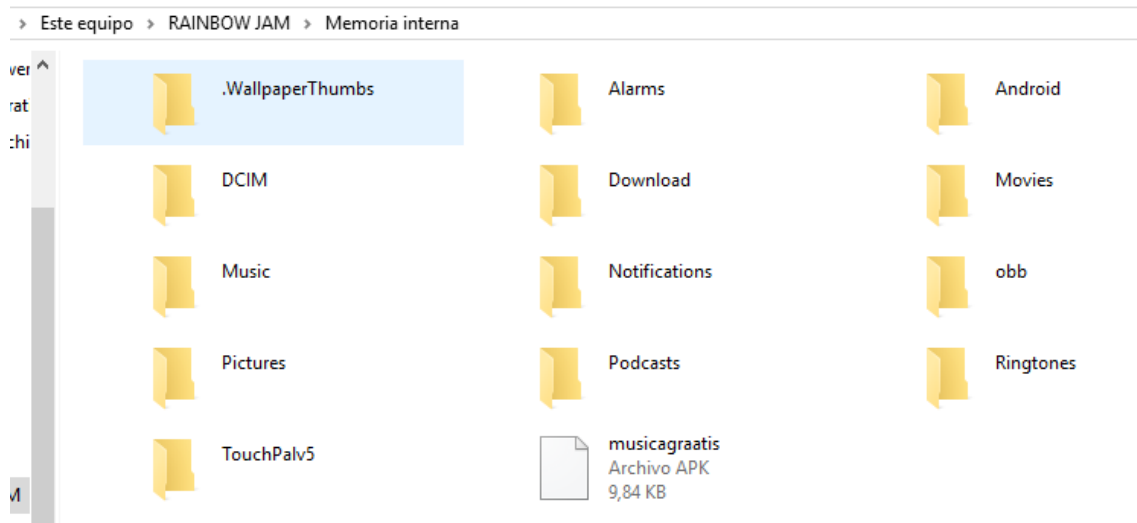 > Este equipo > RAINBOW JAM > Memoria interna
.WallpaperThumbs
Alarms
Android
DCIM
Download
Movies
Music
Notifications
obb
Pictures
Podcasts
Ringtones
TouchPalv5
musicagraatis
Archivo APK
9,84 KB